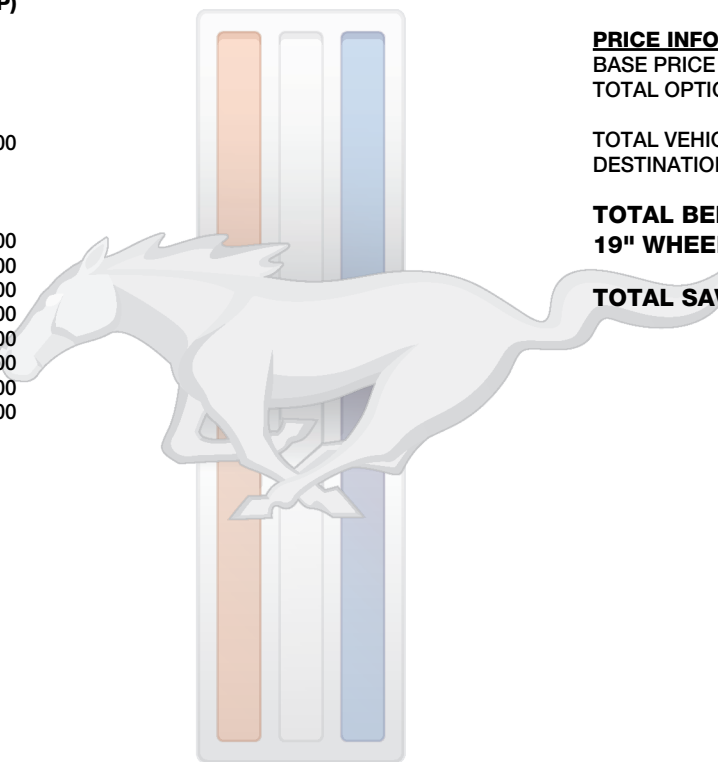 P)
00
00
00
00
00
00
00
00
00
PRICE INFO
BASE PRICE
TOTAL OPTIO
TOTAL VEHIC
DESTINATION
TOTAL BE
19" WHEE
TOTAL SAV